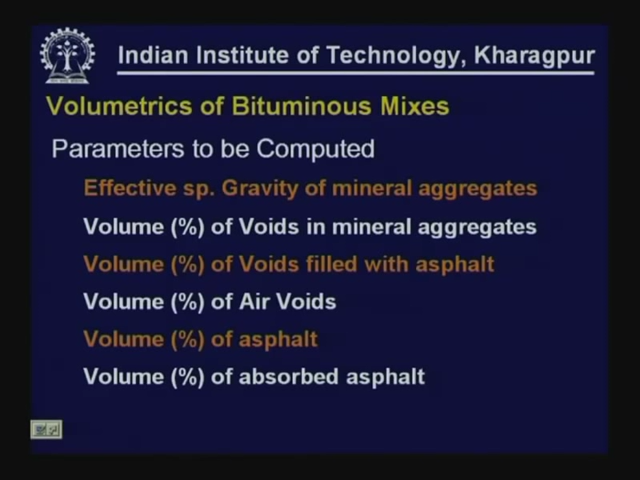 Indian Institute of Technology, Kharagpur
Volumetrics of Bituminous Mixes
Parameters to be Computed
Effective sp. Gravity of mineral aggregates
Volume (%) of Voids in mineral aggregates
Volume (%) of Voids filled with asphalt
Volume (%) of Air Voids
Volume (%) of asphalt
Volume (%) of absorbed asphalt